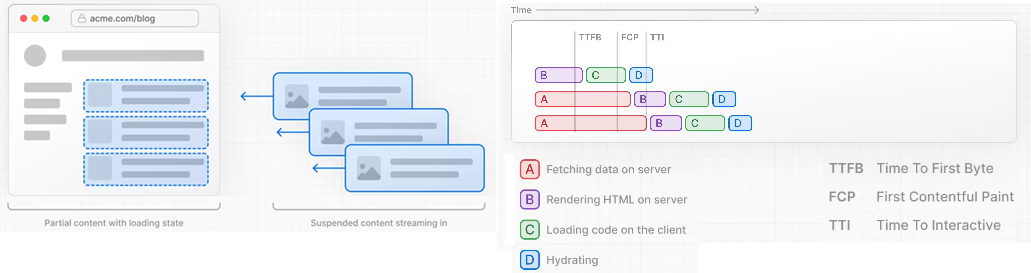 acme.com/blog
Partial content with loading state
Suspended content streaming in
Time
TTFB
FCP
TTI
B
C
D
A
B
C
D
A
B
C
D
A Fetching data on server
B Rendering HTML on server
C Loading code on the client
D Hydrating
TTFB Time To First Byte
FCP First Contentful Paint
TTI Time To Interactive